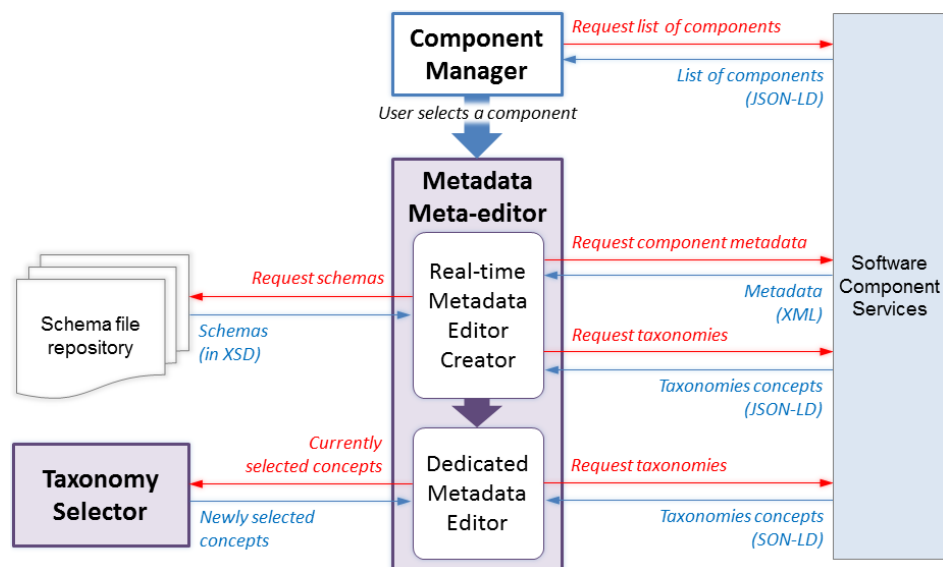 Component
Manager
Request list of components
List of components
(JSON-LD)
User selects a component
Metadata
Meta-editor
Real-time
Metadata
Editor
Creator
Request schemas
Schemas
(in XSD)
Schema file
repository
Request component metadata
Metadata
(XML)
Request taxonomies
Taxonomies concepts
(JSON-LD)
Software
Component
Services
Taxonomy
Selector
Currently
selected concepts
Newly selected
concepts
Dedicated
Metadata
Editor
Request taxonomies
Taxonomies concepts
(SON-LD)